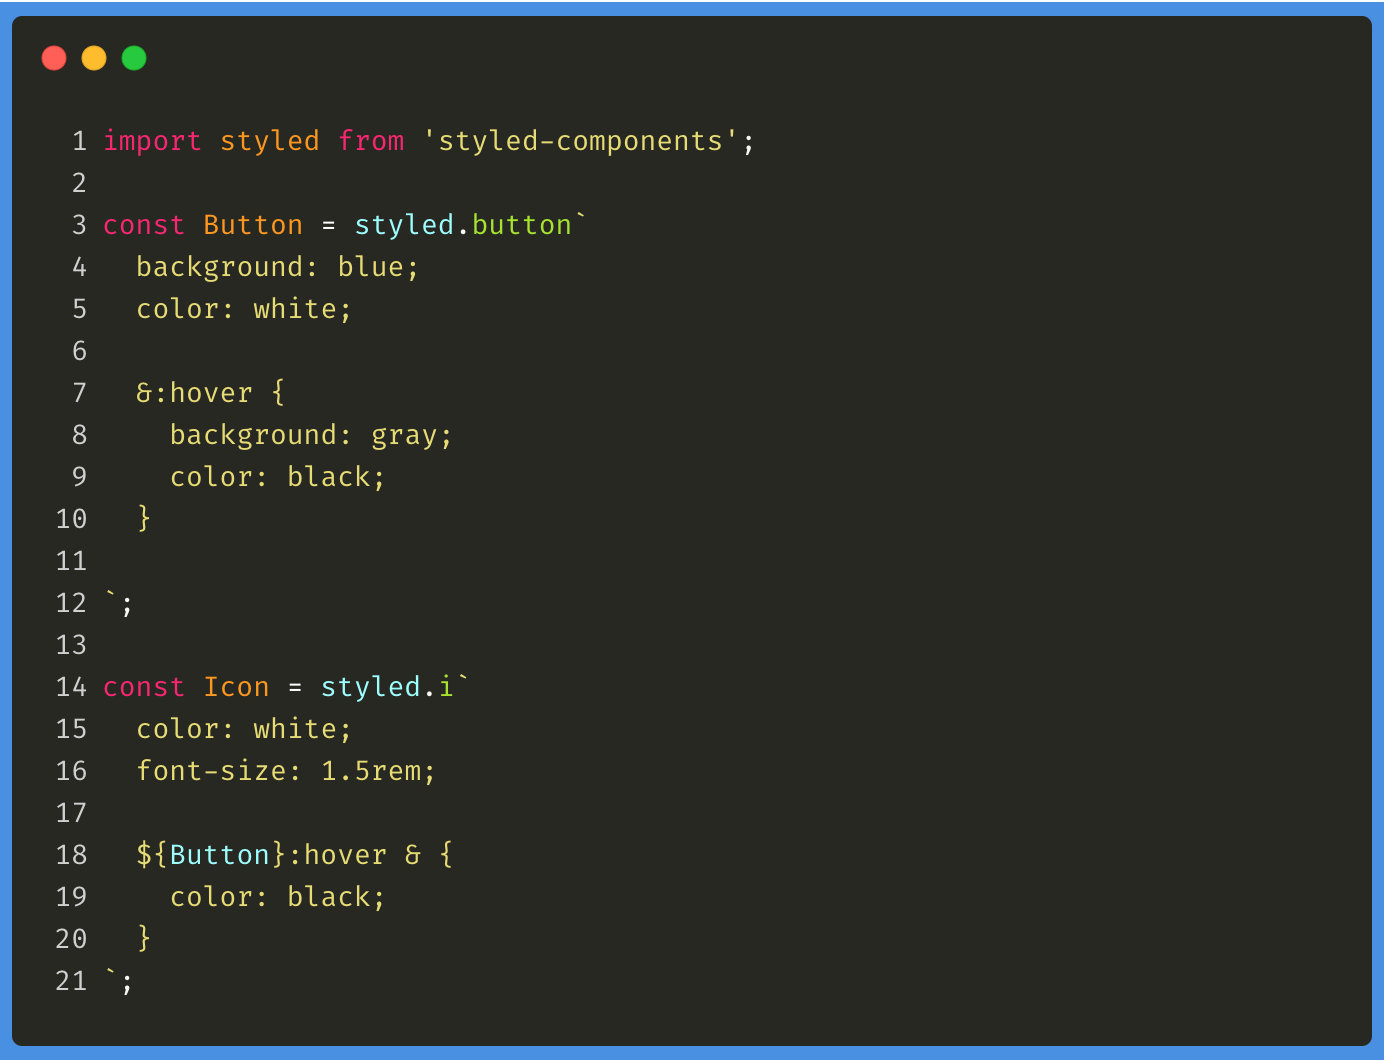 1 import styled from 'styled-components';
2
3 const Button = styled.button`
4   background: blue;
5   color: white;
6
7   &:hover {
8     background: gray;
9     color: black;
10   }
11
12 `;
13
14 const Icon = styled.i`
15   color: white;
16   font-size: 1.5rem;
17
18   ${Button}:hover & {
19     color: black;
20   }
21 `;